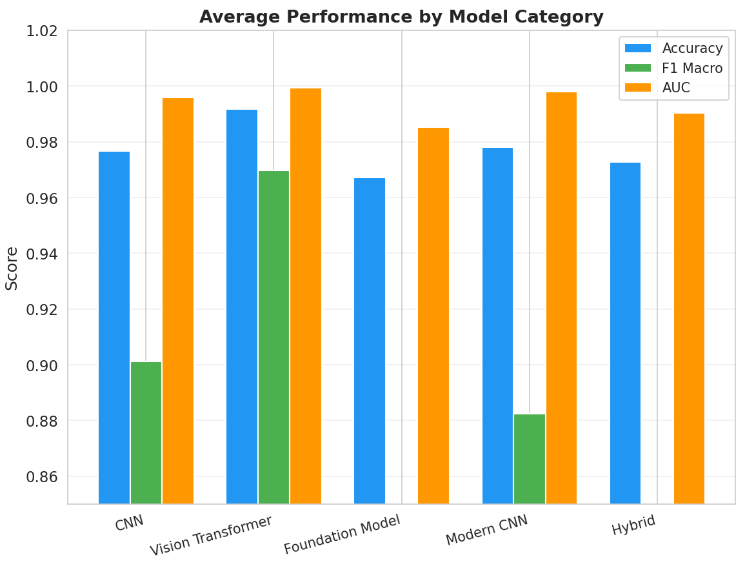 Average Performance by Model Category
Accuracy
F1 Macro
AUC
Score
1.02
1.00
0.98
0.96
0.94
0.92
0.90
0.88
0.86
CNN
Vision Transformer
Foundation Model
Modern CNN
Hybrid